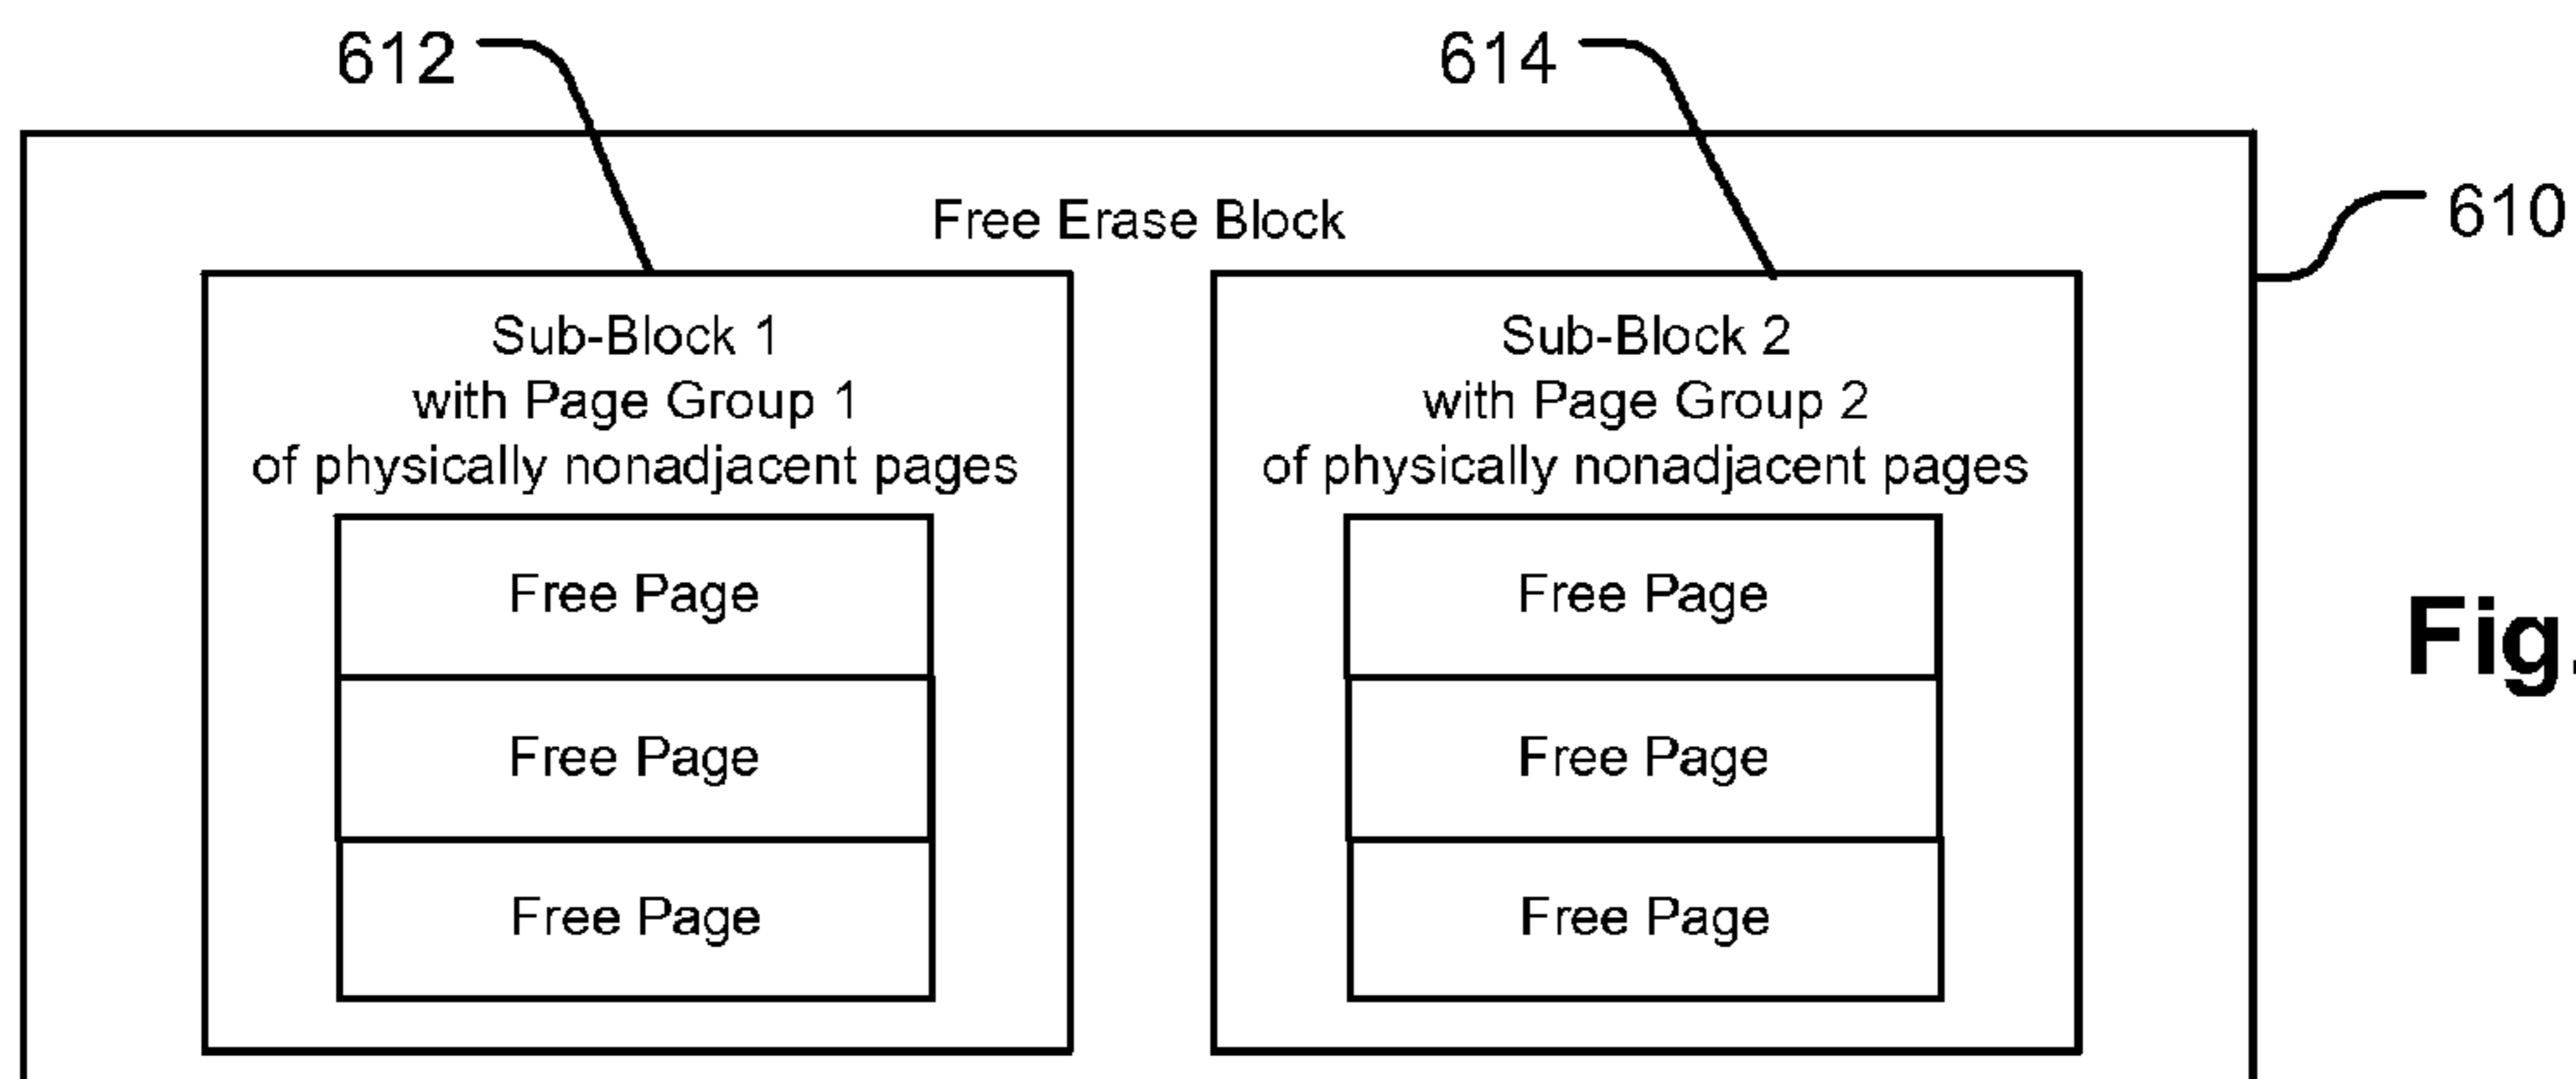 612
614
Free Erase Block
610
Sub-Block 1
with Page Group 1
of physically nonadjacent pages
Free Page
Free Page
Free Page
Sub-Block 2
with Page Group 2
of physically nonadjacent pages
Free Page
Free Page
Free Page
Fig.